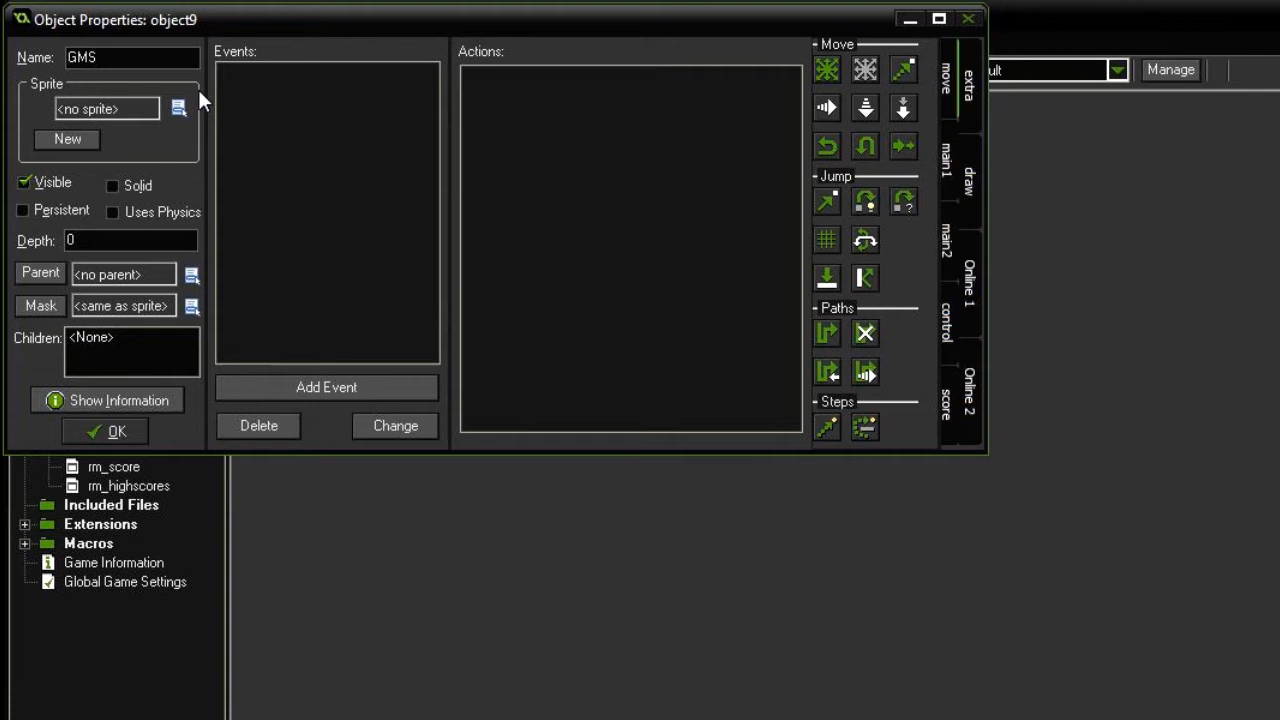 Object Properties: object9
Name: GMS
Sprite
<no sprite>
New
Visible
Solid
Persistent
Uses Physics
Depth: 0
Parent <no parent>
Mask <same as sprite>
Children: <None>
Show Information
OK
Events:
Add Event
Delete
Change
Actions:
Move
Jump
Paths
Steps
move
main1
main2
control
score
extra
draw
Online 1
Online 2
ult
Manage
rm_score
rm_highscores
Included Files
Extensions
Macros
Game Information
Global Game Settings